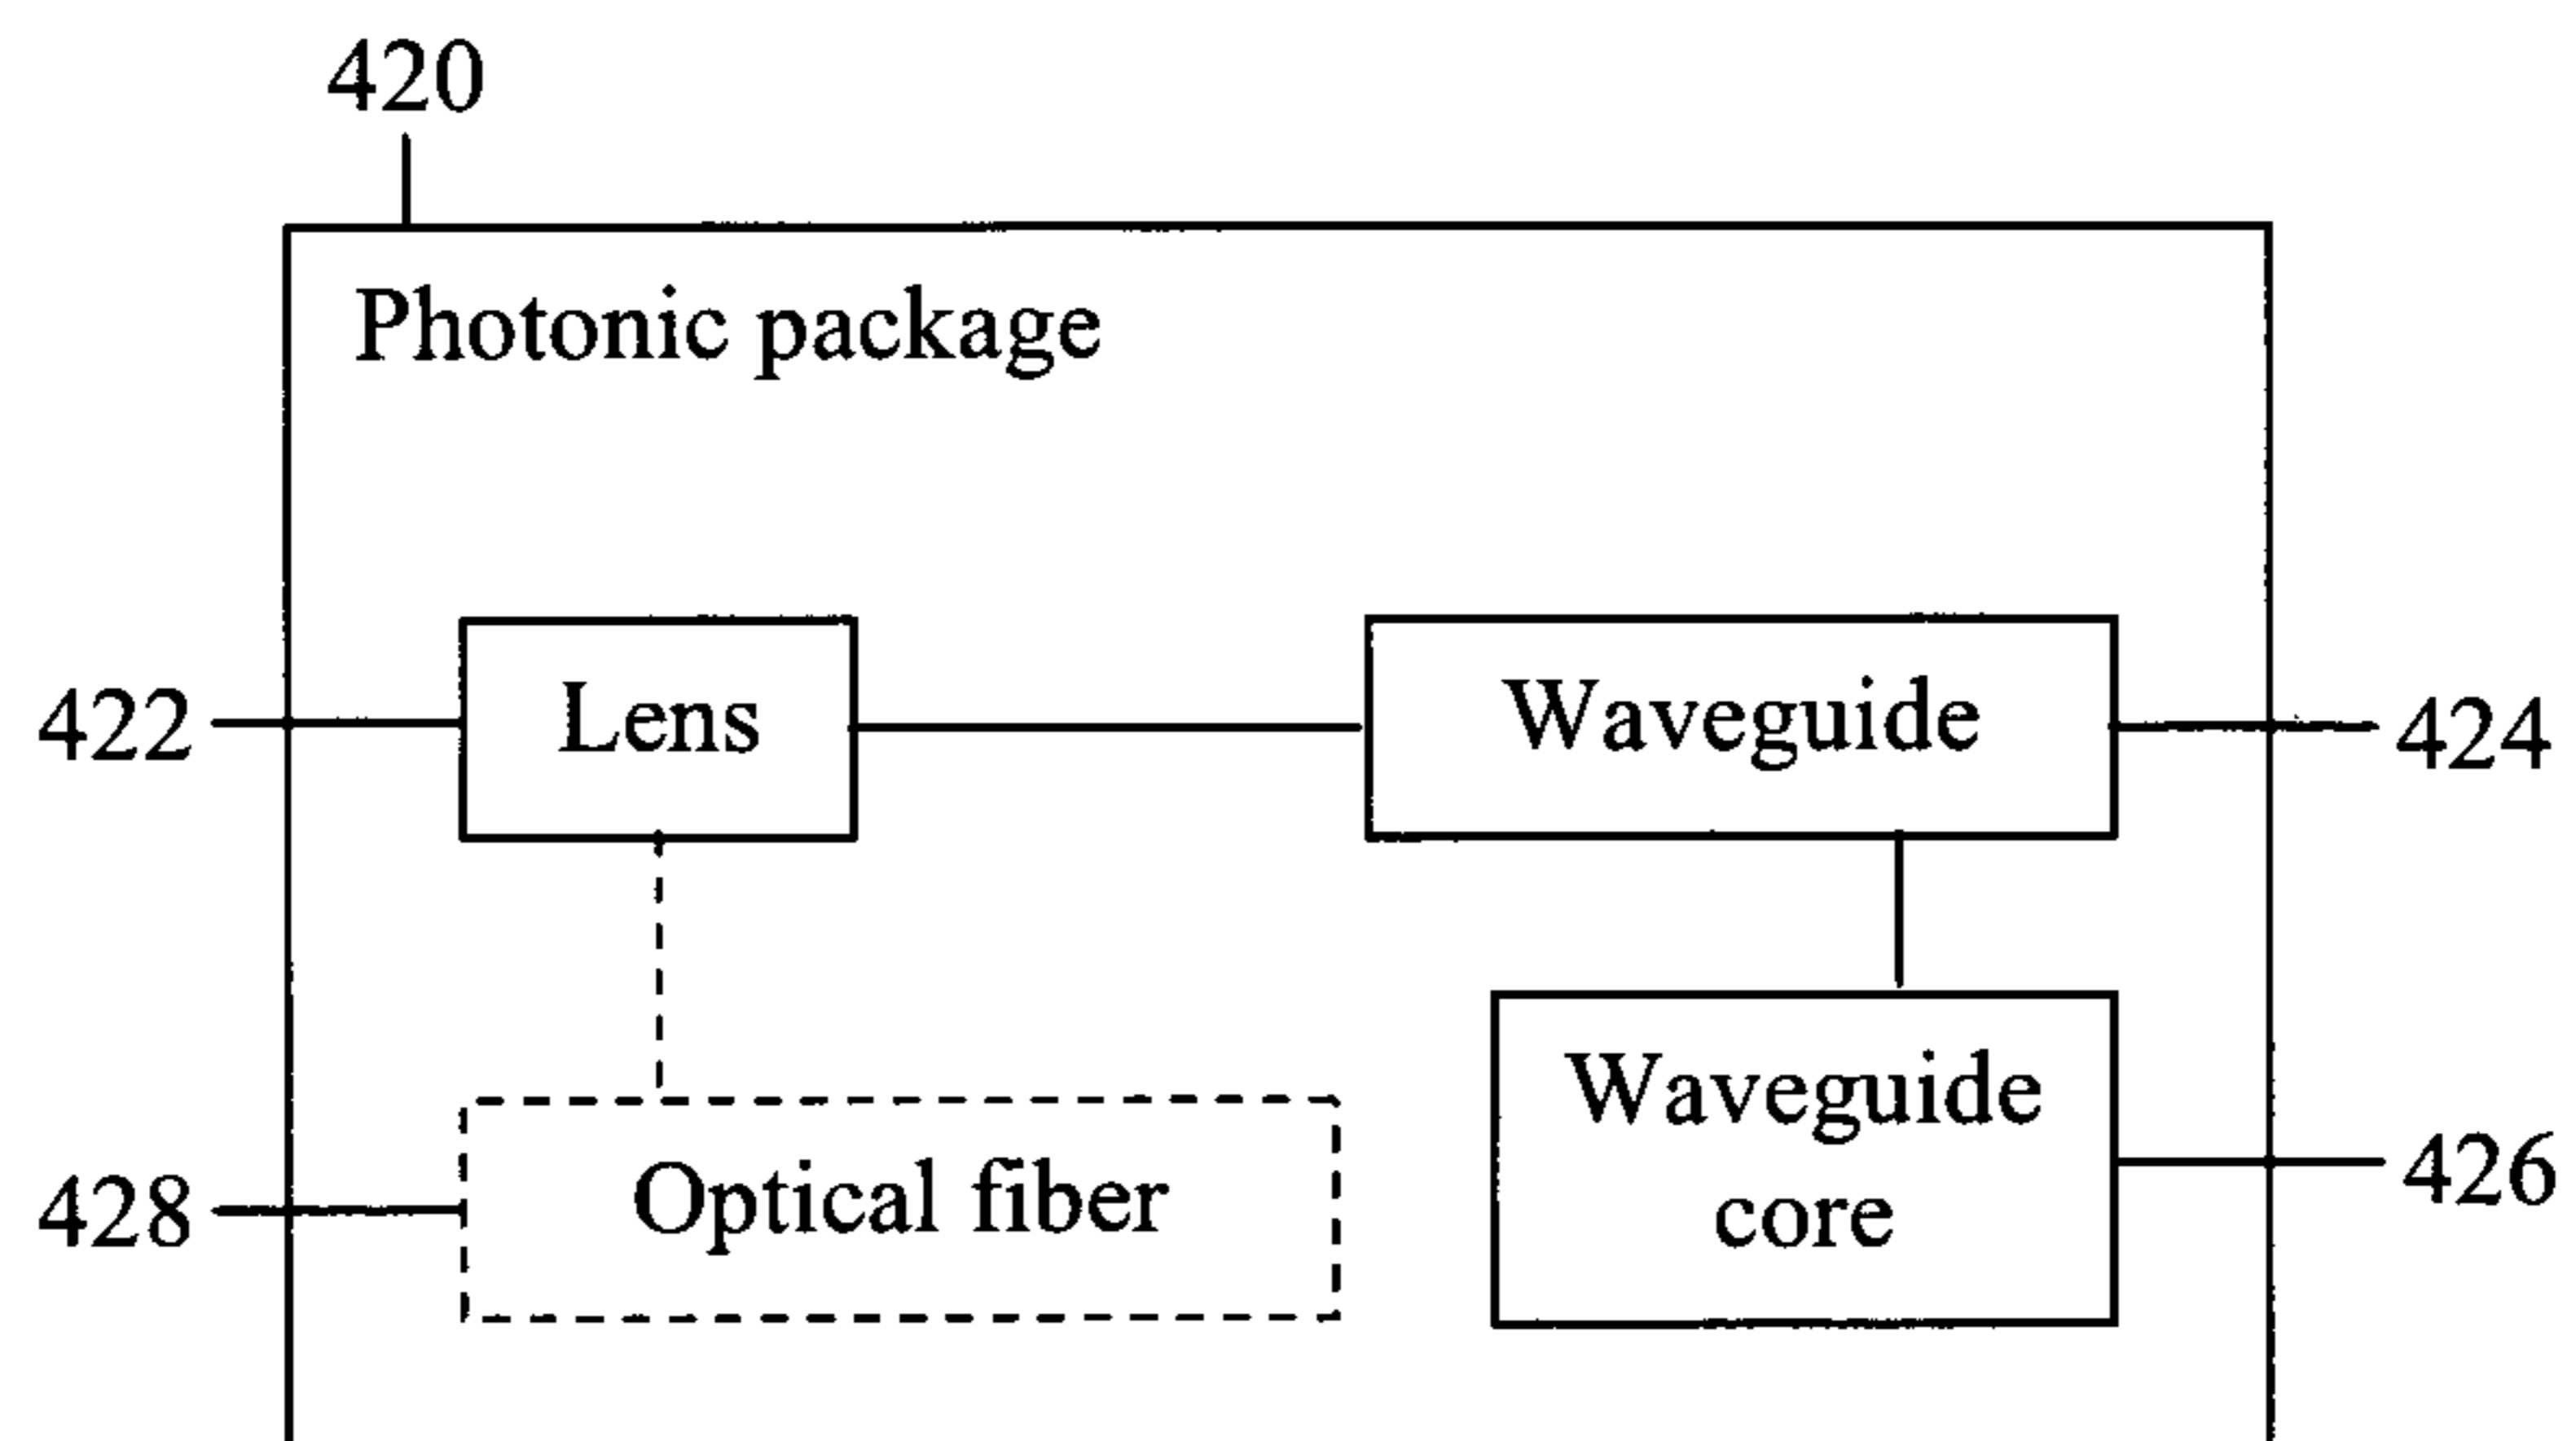 420
Photonic package
422
Lens
Waveguide
424
428
Optical fiber
Waveguide
core
426